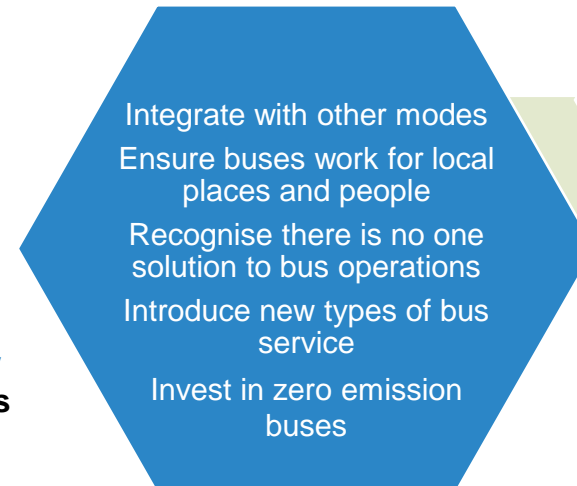 Integrate with other modes
Ensure buses work for local
places and people
Recognise there is no one
solution to bus operations
Introduce new types of bus
service
Invest in zero emission
buses
s